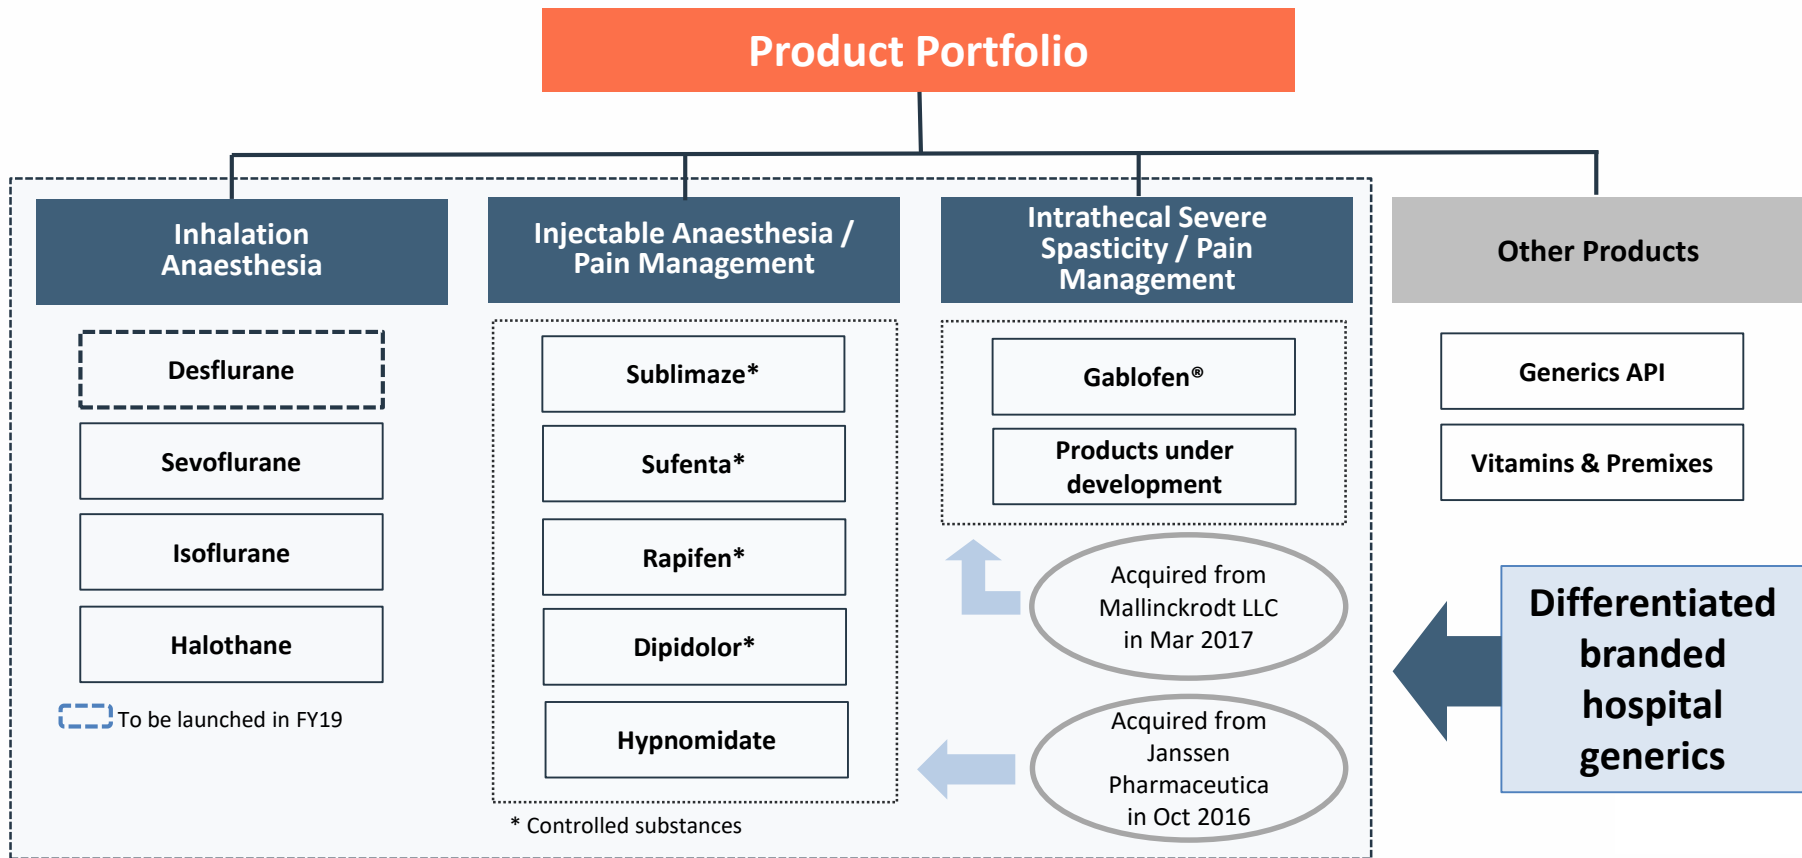 Product Portfolio
Inhalation
Anaesthesia
Desflurane
Sevoflurane
Isoflurane
Halothane
To be launched in FY19
Injectable Anaesthesia /
Pain Management
Sublimaze*
Sufenta*
Rapifen*
Dipidolor*
Hypnomidate
* Controlled substances
Intrathecal Severe
Spasticity / Pain
Management
Gablofen®
Products under
development
Acquired from
Mallinckrodt LLC
in Mar 2017
Acquired from
Janssen
Pharmaceutica
in Oct 2016
Other Products
Generics API
Vitamins & Premixes
Differentiated
branded
hospital
generics